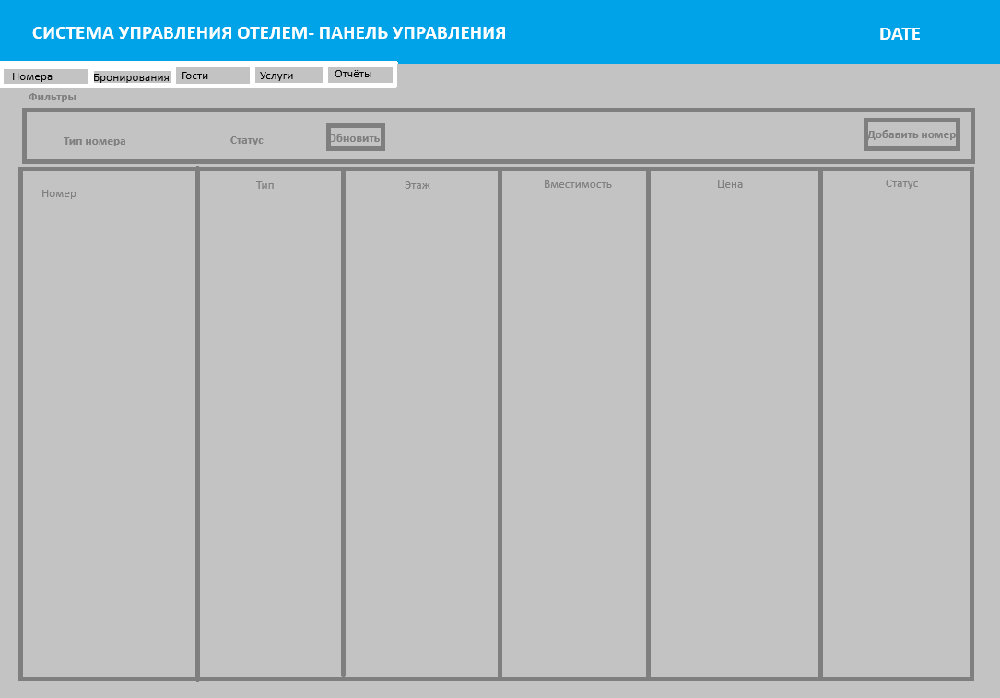 СИСТЕМА УПРАВЛЕНИЯ ОТЕЛЕМ- ПАНЕЛЬ УПРАВЛЕНИЯ DATE
Номера Бронирования Гости Услуги Отчёты
Фильтры
Тип номера Статус Обновить Добавить номер
Номер Тип Этаж Вместимость Цена Статус